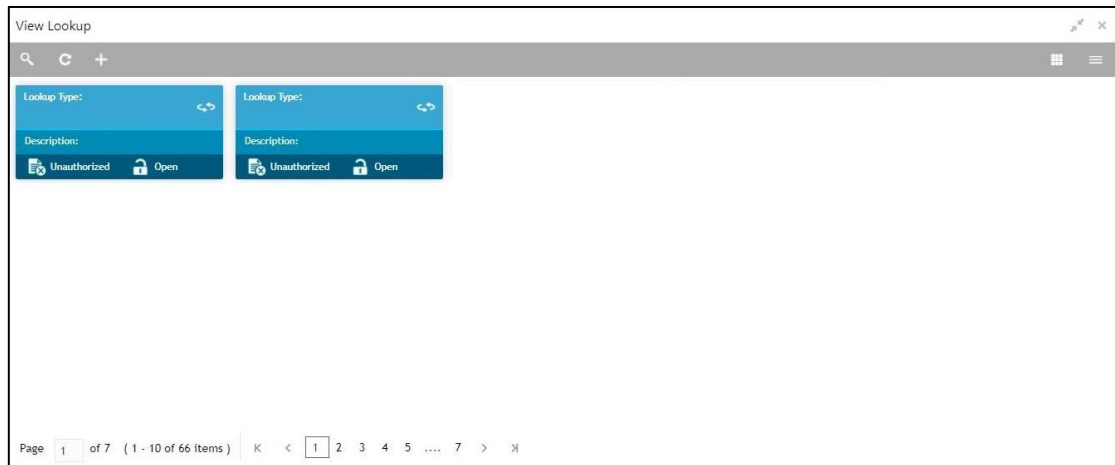 View Lookup
Lookup Type: Lookup Type:
Description: Description:
Unauthorized Open Unauthorized Open
Page 1 of 7 ( 1 - 10 of 66 items ) 1 2 3 4 5 .... 7